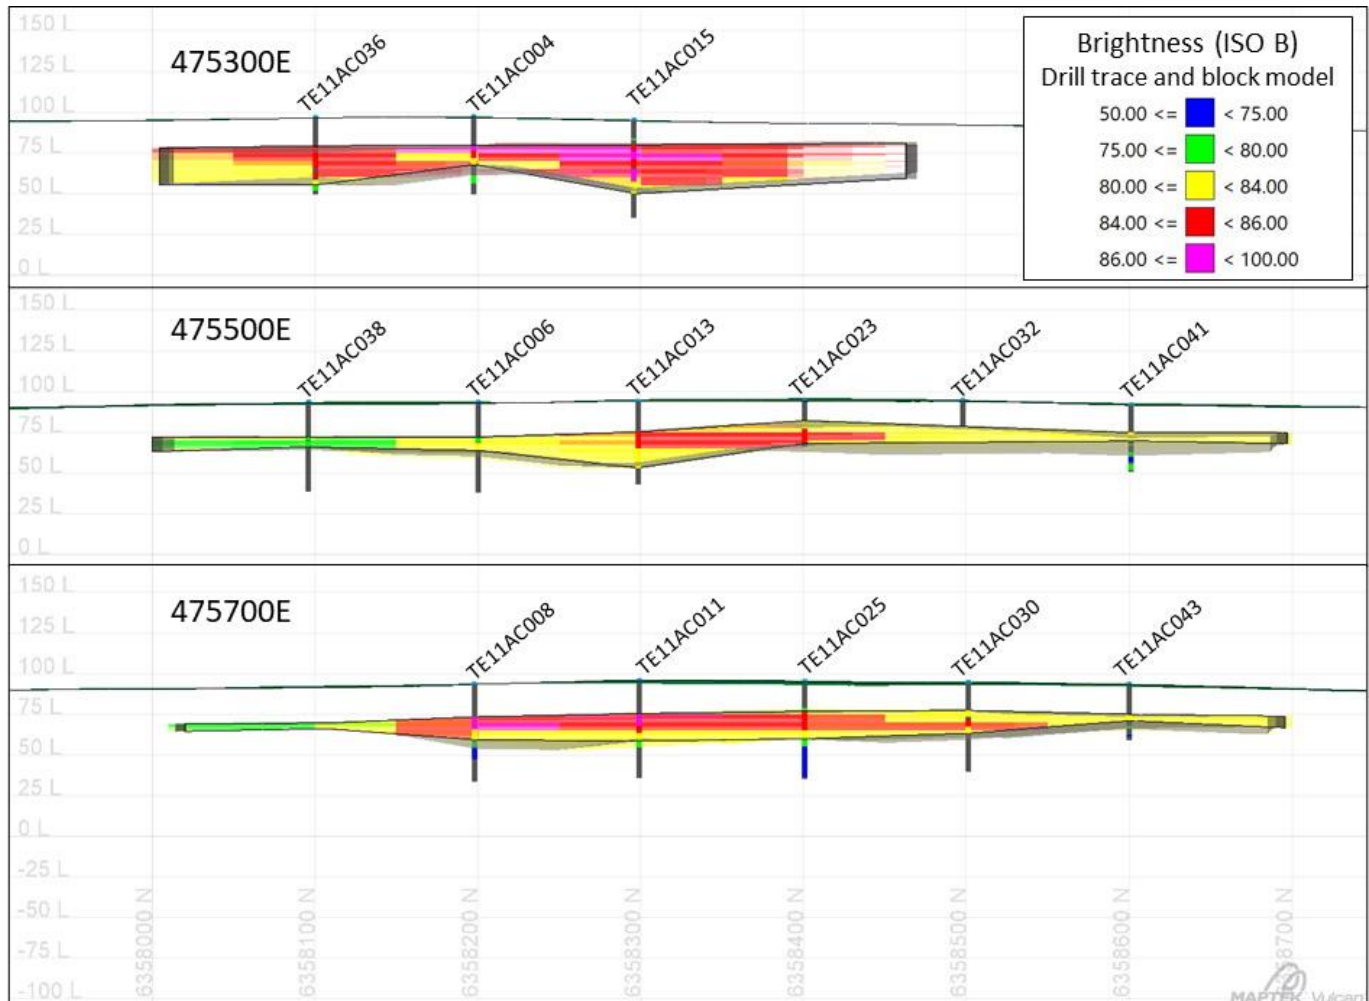 150 L
125 L
100 L
75 L
50 L
25 L
0 L
475300E
TE11AC036
TE11AC004
TE11AC015
Brightness (ISO B)
Drill trace and block model
50.00 <= < 75.00
75.00 <= < 80.00
80.00 <= < 84.00
84.00 <= < 86.00
86.00 <= < 100.00
150 L
125 L
100 L
75 L
50 L
25 L
0 L
475500E
TE11AC038
TE11AC006
TE11AC013
TE11AC023
TE11AC032
TE11AC041
150 L
125 L
100 L
75 L
50 L
25 L
0 L
-25 L
-50 L
-75 L
-100 L
475700E
TE11AC008
TE11AC011
TE11AC025
TE11AC030
TE11AC043
6358000 N
6358100 N
6358200 N
6358300 N
6358400 N
6358500 N
6358600 N
58700 N
MAPTEK Vulcan